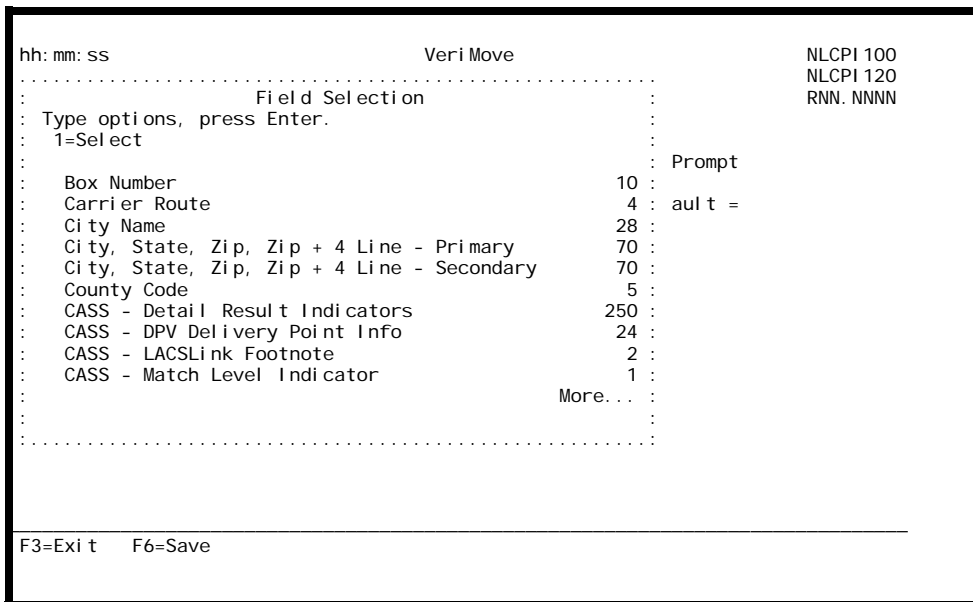 hh:mm:ss VeriMove NLCPI100
........................................................ NLCPI120
: Field Selection : RNN.NNNN
: Type options, press Enter. :
: 1=Select :
: : Prompt
: Box Number 10 :
: Carrier Route 4 : ault =
: City Name 28 :
: City, State, Zip, Zip + 4 Line - Primary 70 :
: City, State, Zip, Zip + 4 Line - Secondary 70 :
: County Code 5 :
: CASS - Detail Result Indicators 250 :
: CASS - DPV Delivery Point Info 24 :
: CASS - LACSLink Footnote 2 :
: CASS - Match Level Indicator 1 :
: More... :
: :
:.......................................................:
F3=Exit F6=Save